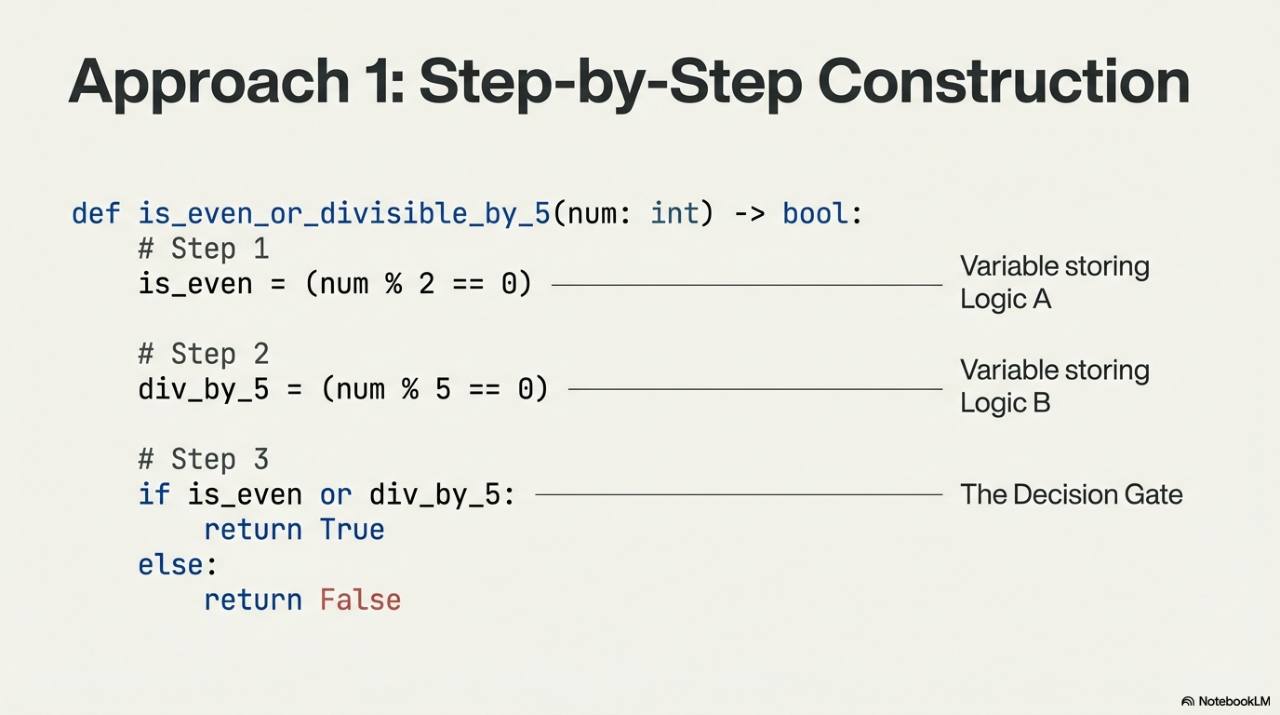 Approach 1: Step-by-Step Construction
def is_even_or_divisible_by_5(num: int) -> bool:
    # Step 1
    is_even = (num % 2 == 0)
Variable storing
Logic A
    # Step 2
    div_by_5 = (num % 5 == 0)
Variable storing
Logic B
    # Step 3
    if is_even or div_by_5:
The Decision Gate
        return True
    else:
        return False
NotebookLM